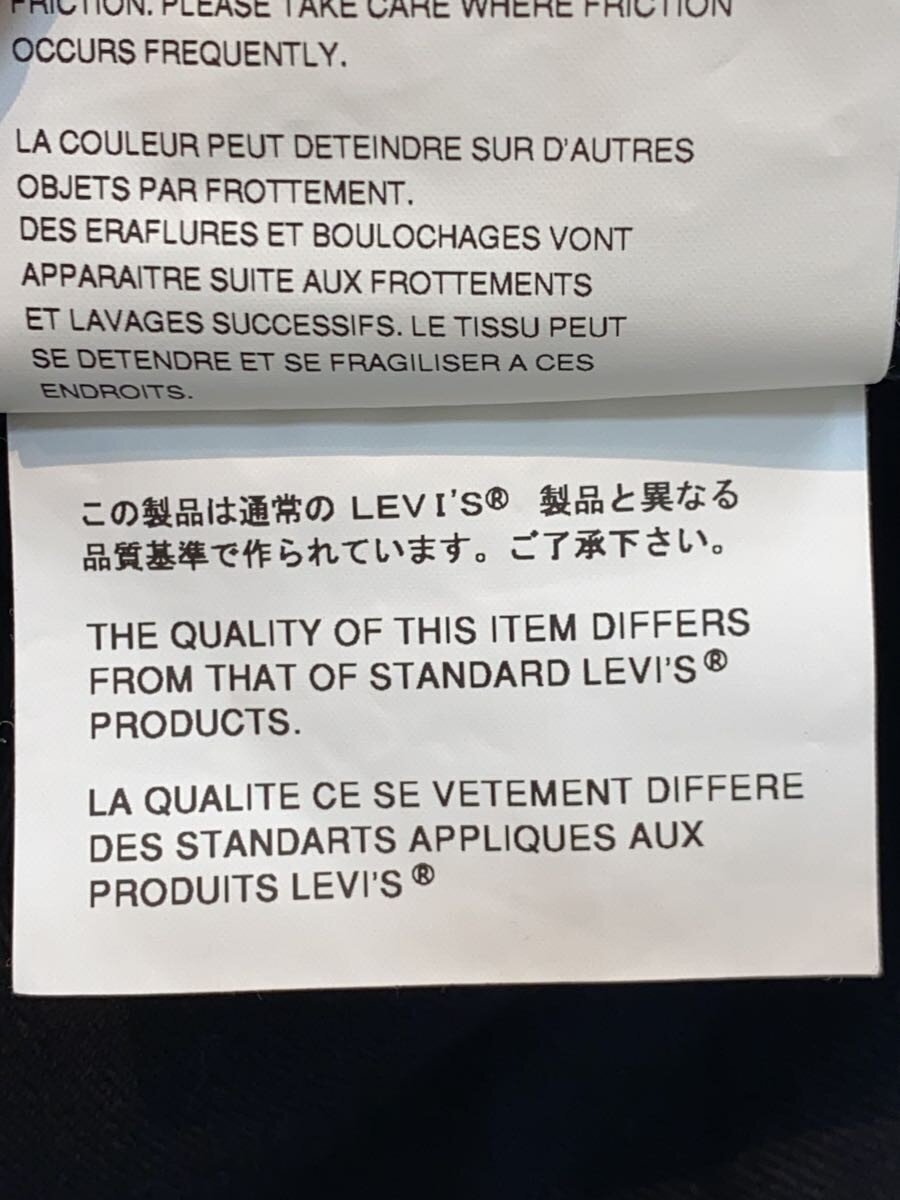 FRICTION. PLEASE TAKE CARE WHERE FRICTION
OCCURS FREQUENTLY.
LA COULEUR PEUT DETEINDRE SUR D'AUTRES
OBJETS PAR FROTTEMENT.
DES ERAFLURES ET BOULOCHAGES VONT
APPARAITRE SUITE AUX FROTTEMENTS
ET LAVAGES SUCCESSIFS. LE TISSU PEUT
SE DETENDRE ET SE FRAGILISER A CES
ENDROITS.
この製品は通常の LEVI'S® 製品と異なる
品質基準で作られています。ご了承下さい。
THE QUALITY OF THIS ITEM DIFFERS
FROM THAT OF STANDARD LEVI'S®
PRODUCTS.
LA QUALITE CE SE VETEMENT DIFFERE
DES STANDARTS APPLIQUES AUX
PRODUITS LEVI'S®